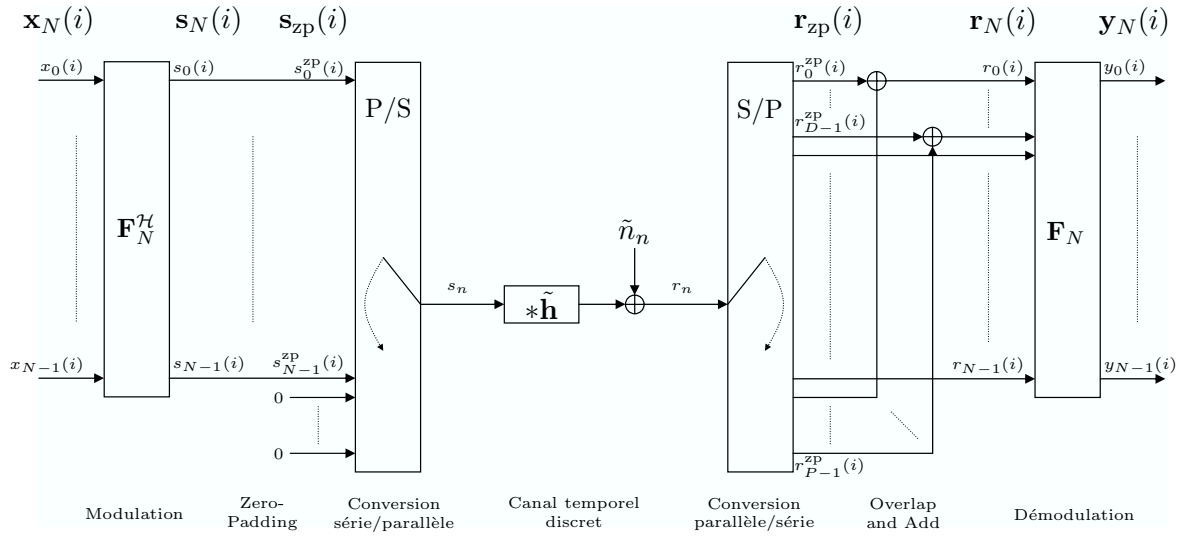 x_N(i) s_N(i) s_zp(i) r_zp(i) r_N(i) y_N(i)
x_0(i) s_0(i) s_0^zp(i) r_0^zp(i) r_0(i) y_0(i)
P/S S/P
r_{D−1}^zp(i)
F_N^ℋ F_N
ñ_n
s_n ∗h̃ r_n
x_{N−1}(i) s_{N−1}(i) s_{N−1}^zp(i) r_{N−1}(i) y_{N−1}(i)
0
0
r_{P−1}^zp(i)
Modulation
Zero-
Padding
Conversion
série/parallèle
Canal temporel
discret
Conversion
parallèle/série
Overlap
and Add
Démodulation